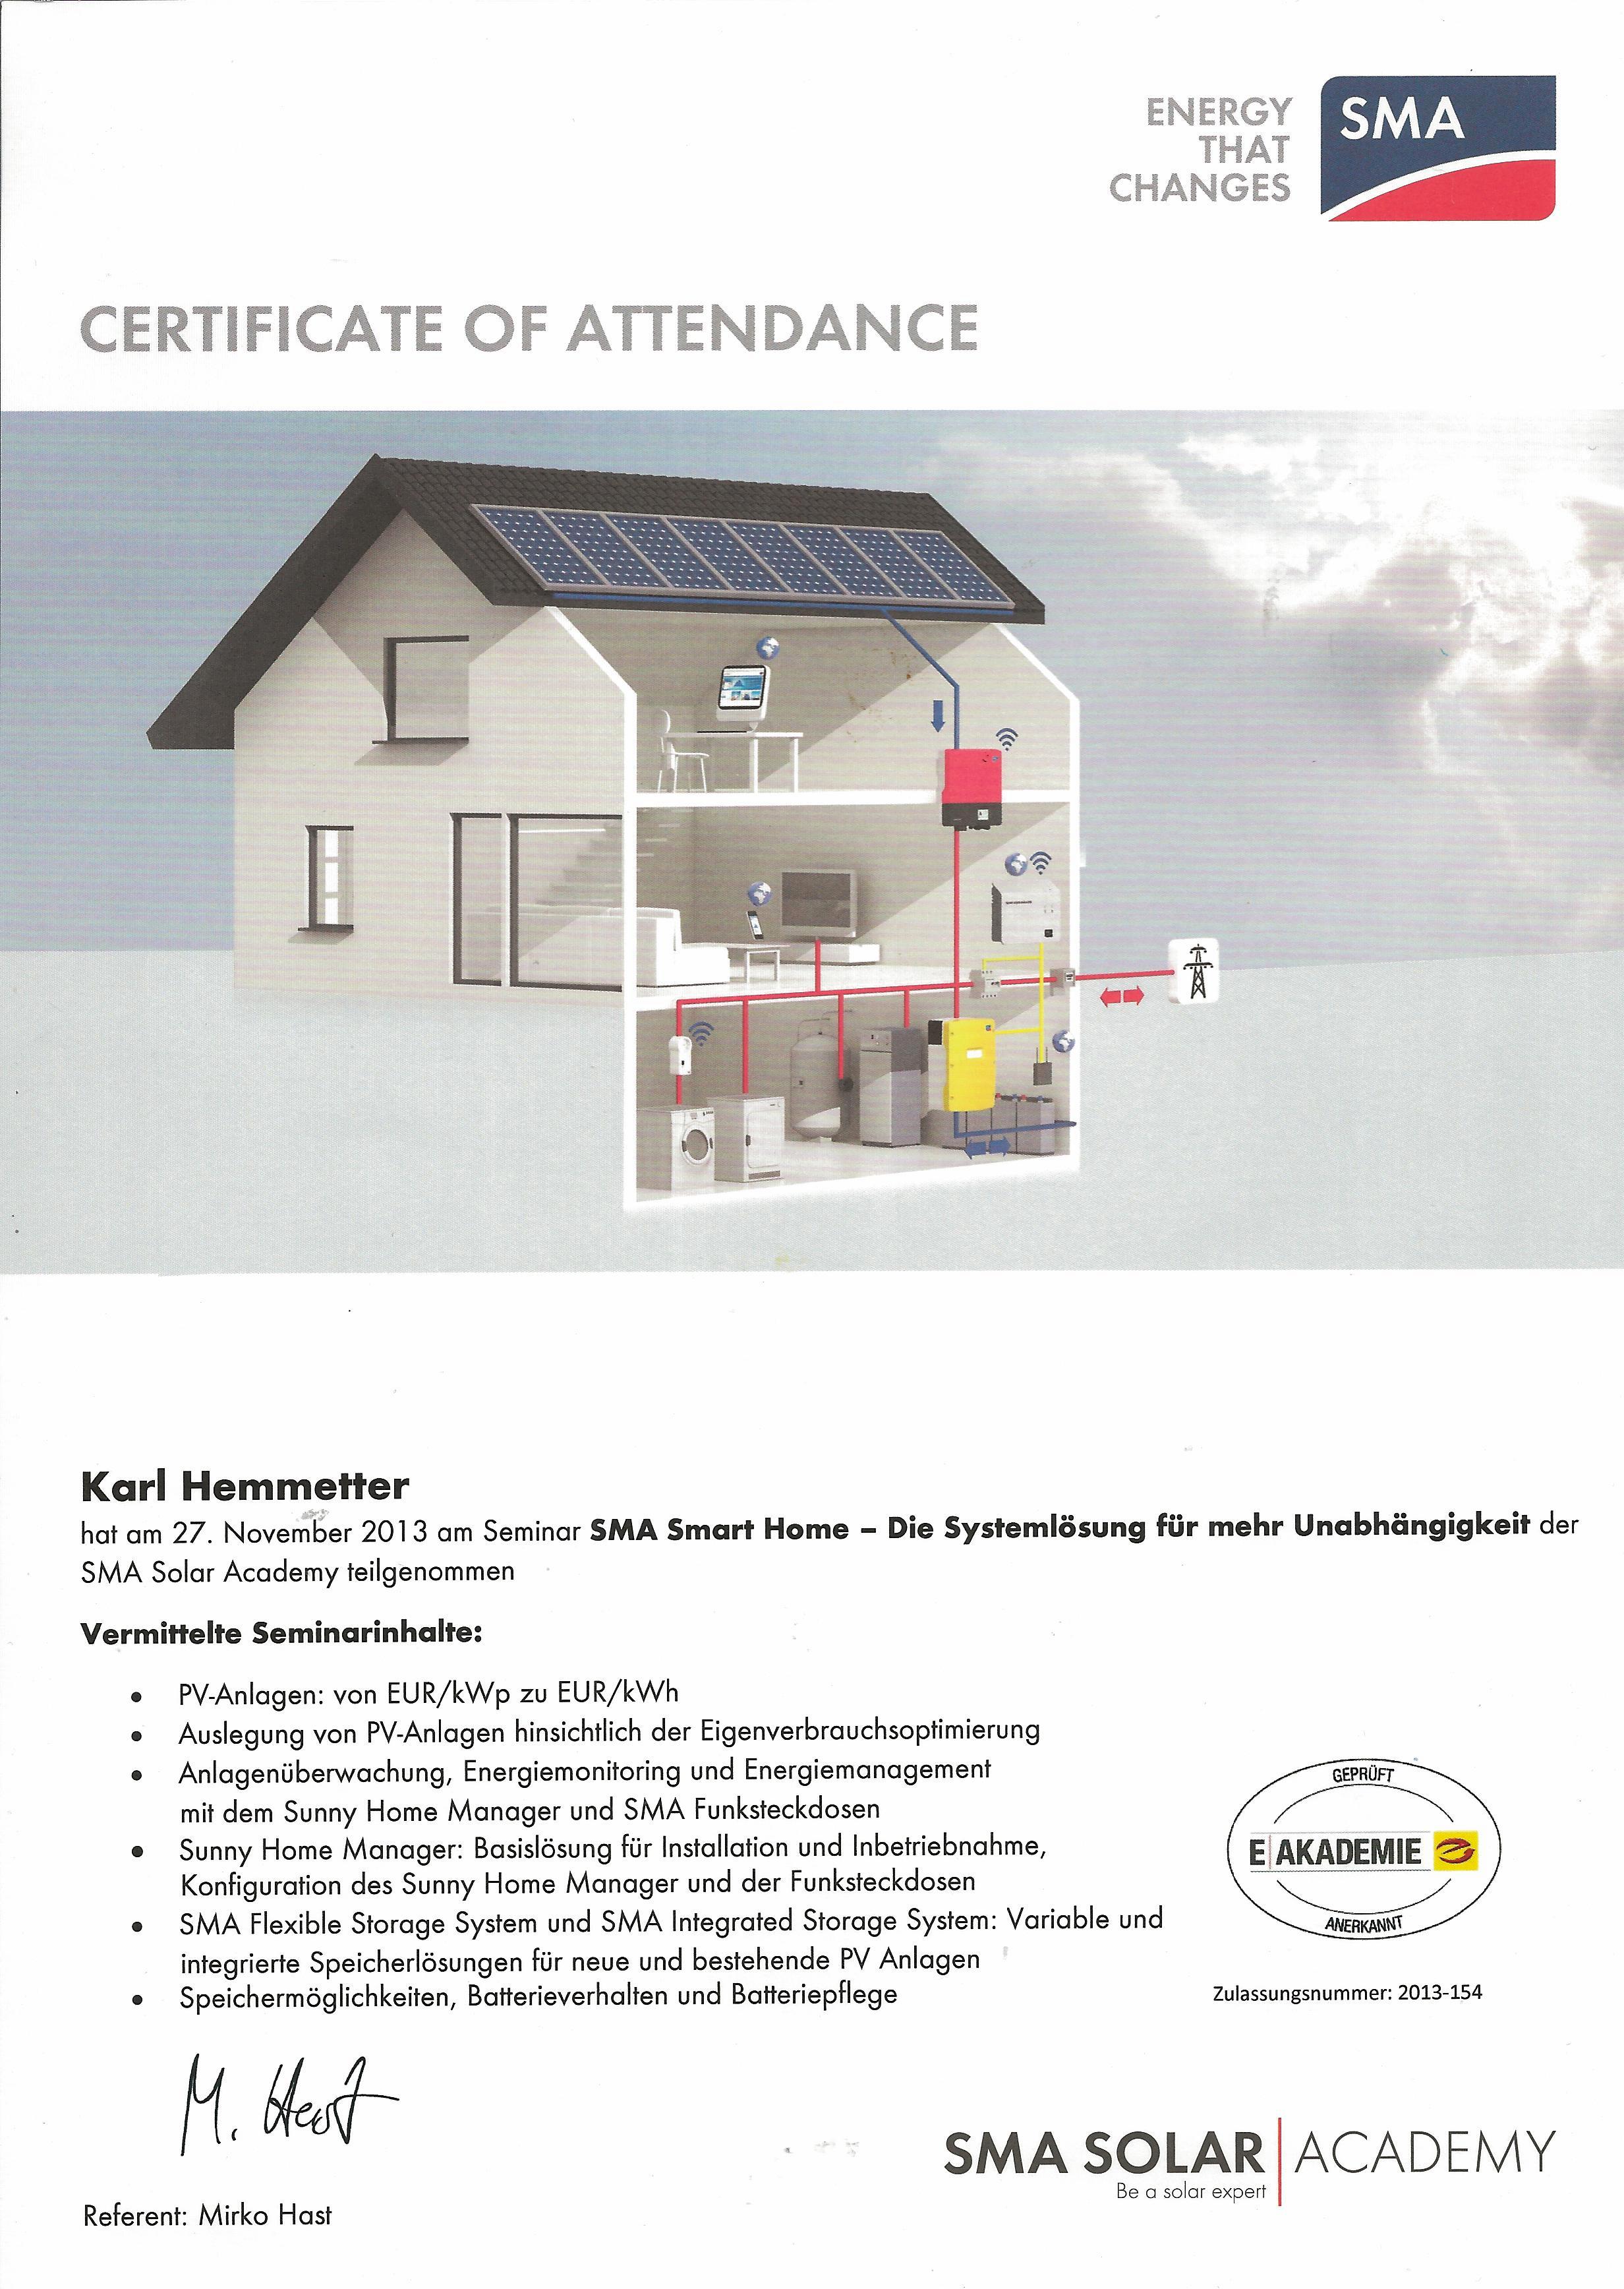 ENERGY
THAT
CHANGES
SMA
CERTIFICATE OF ATTENDANCE
Karl Hemmetter
hat am 27. November 2013 am Seminar SMA Smart Home – Die Systemlösung für mehr Unabhängigkeit der
SMA Solar Academy teilgenommen
Vermittelte Seminarinhalte:
• PV-Anlagen: von EUR/kWp zu EUR/kWh
• Auslegung von PV-Anlagen hinsichtlich der Eigenverbrauchsoptimierung
• Anlagenüberwachung, Energiemonitoring und Energiemanagement
mit dem Sunny Home Manager und SMA Funksteckdosen
• Sunny Home Manager: Basislösung für Installation und Inbetriebnahme,
Konfiguration des Sunny Home Manager und der Funksteckdosen
• SMA Flexible Storage System und SMA Integrated Storage System: Variable und
integrierte Speicherlösungen für neue und bestehende PV Anlagen
• Speichermöglichkeiten, Batterieverhalten und Batteriepflege
GEPRÜFT
E AKADEMIE
ANERKANNT
Zulassungsnummer: 2013-154
M. Hast
Referent: Mirko Hast
SMA SOLAR ACADEMY
Be a solar expert